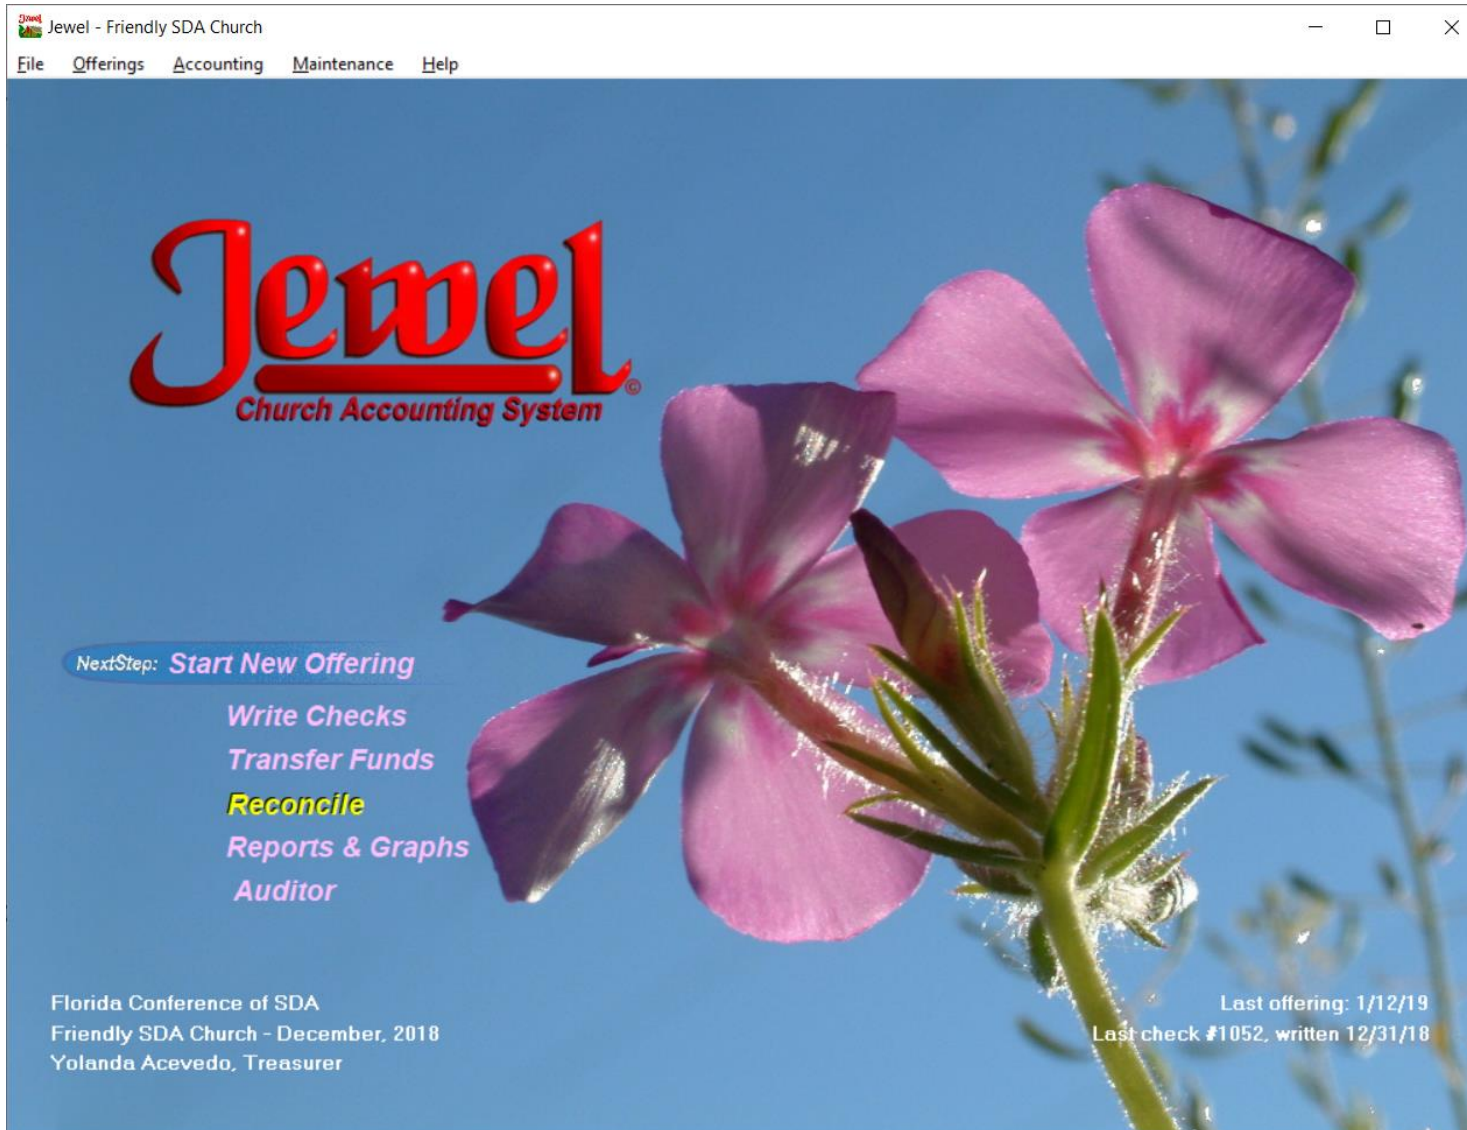 Jewel - Friendly SDA Church
File Offerings Accounting Maintenance Help
Jewel ©
Church Accounting System
NextStep: Start New Offering
Write Checks
Transfer Funds
Reconcile
Reports & Graphs
Auditor
Florida Conference of SDA
Friendly SDA Church - December, 2018
Yolanda Acevedo, Treasurer
Last offering: 1/12/19
Last check #1052, written 12/31/18